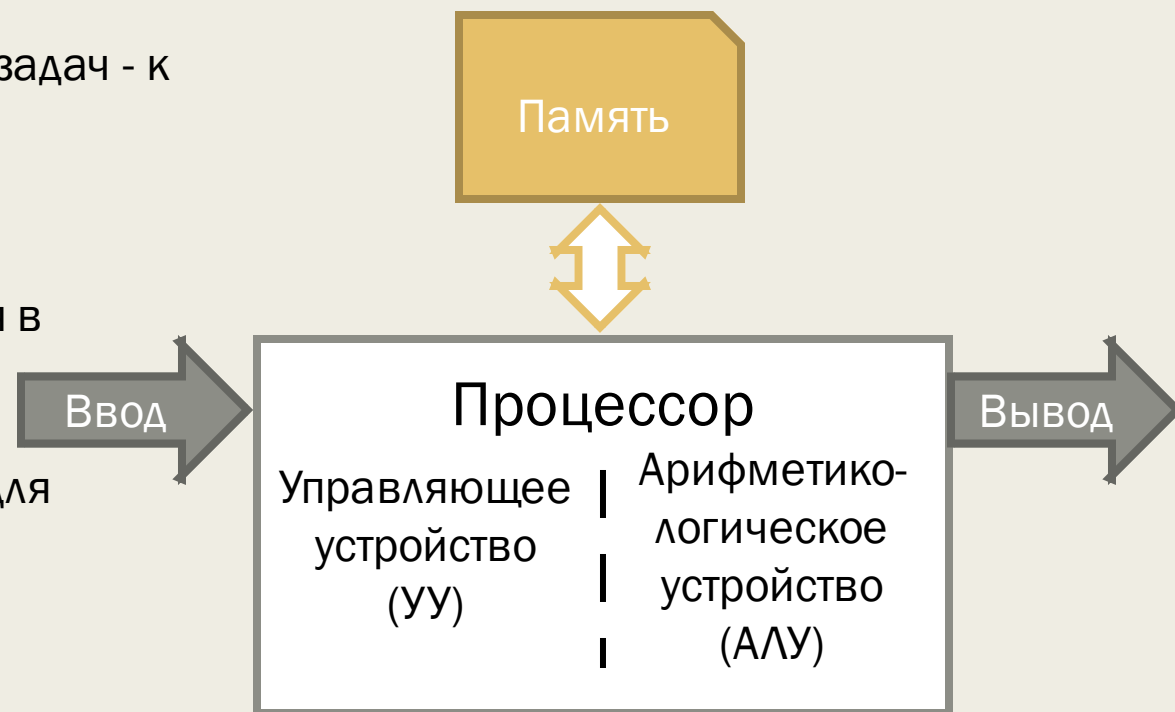 задач - к
Память
в
Ввод
Процессор
Вывод
для
Управляющее
устройство
(УУ)
Арифметико-
логическое
устройство
(АЛУ)